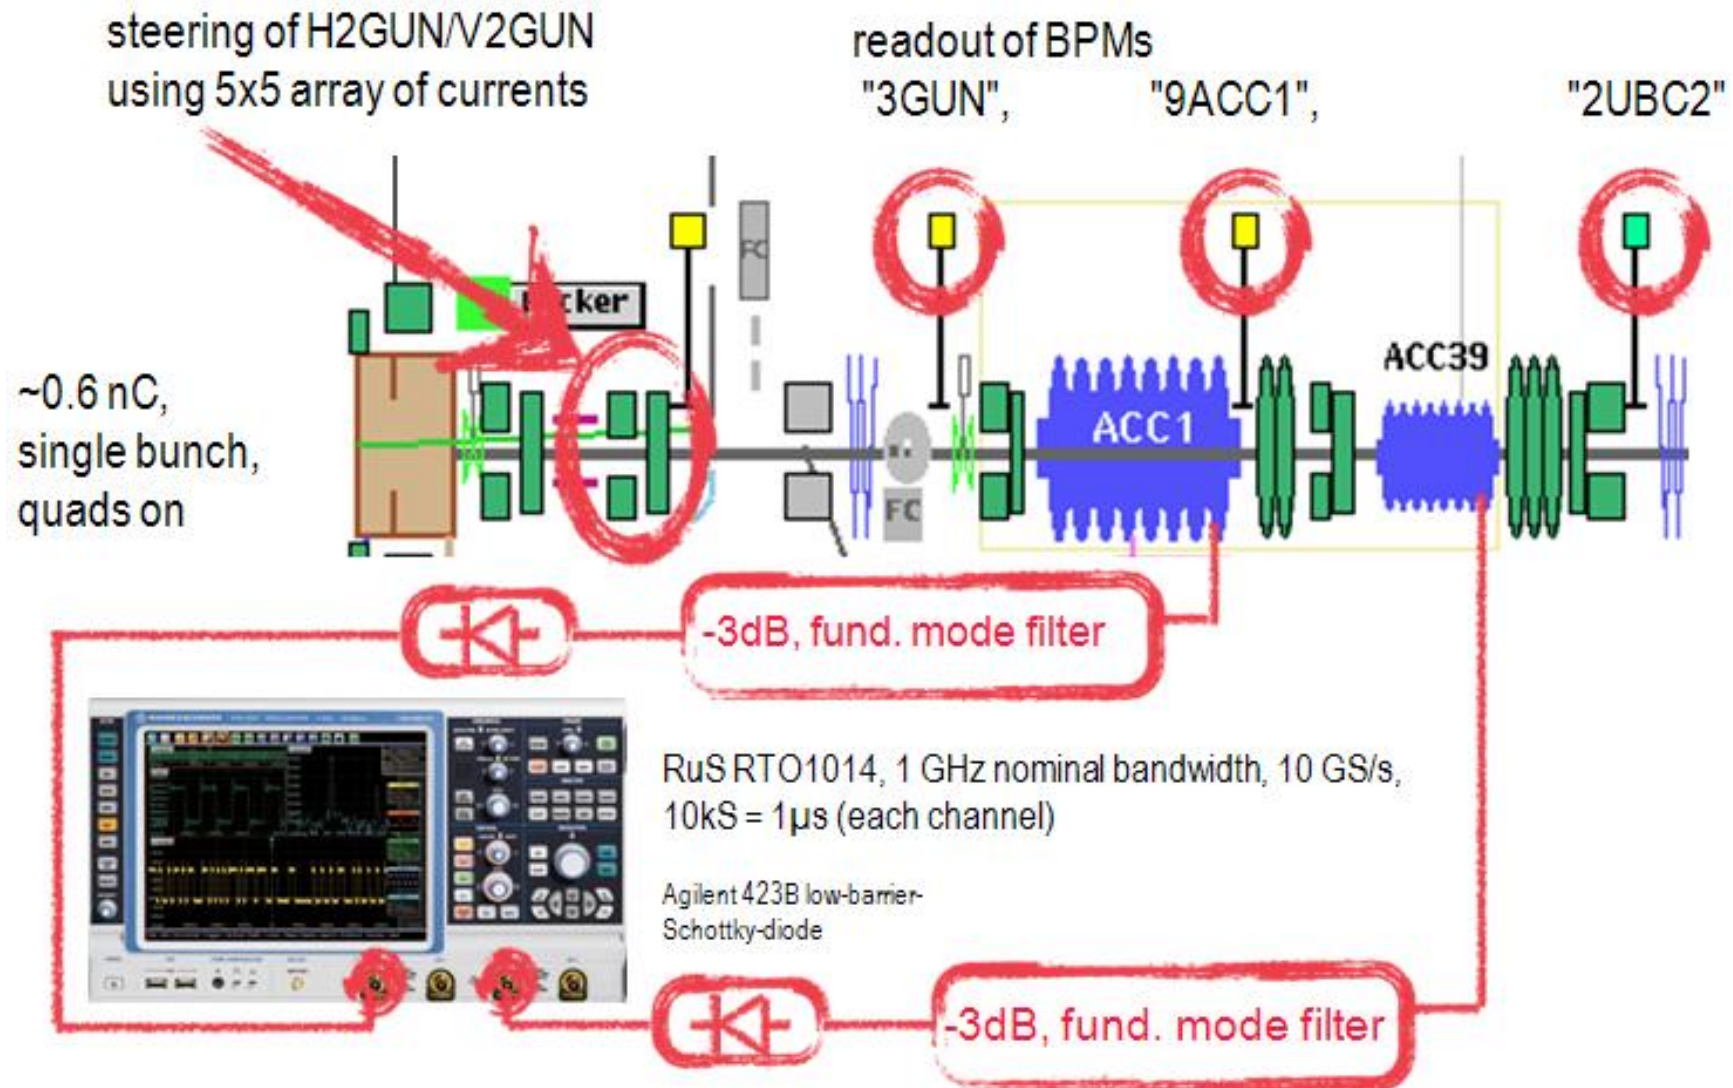 steering of H2GUN/V2GUN
using 5x5 array of currents
readout of BPMs
"3GUN",
"9ACC1",
"2UBC2"
FC
cker
~0.6 nC,
single bunch,
quads on
ACC39
ACC1
FC
-3dB, fund. mode filter
RuS RTO1014, 1 GHz nominal bandwidth, 10 GS/s,
10kS = 1µs (each channel)
Agilent 423B low-barrier-
Schottky-diode
-3dB, fund. mode filter